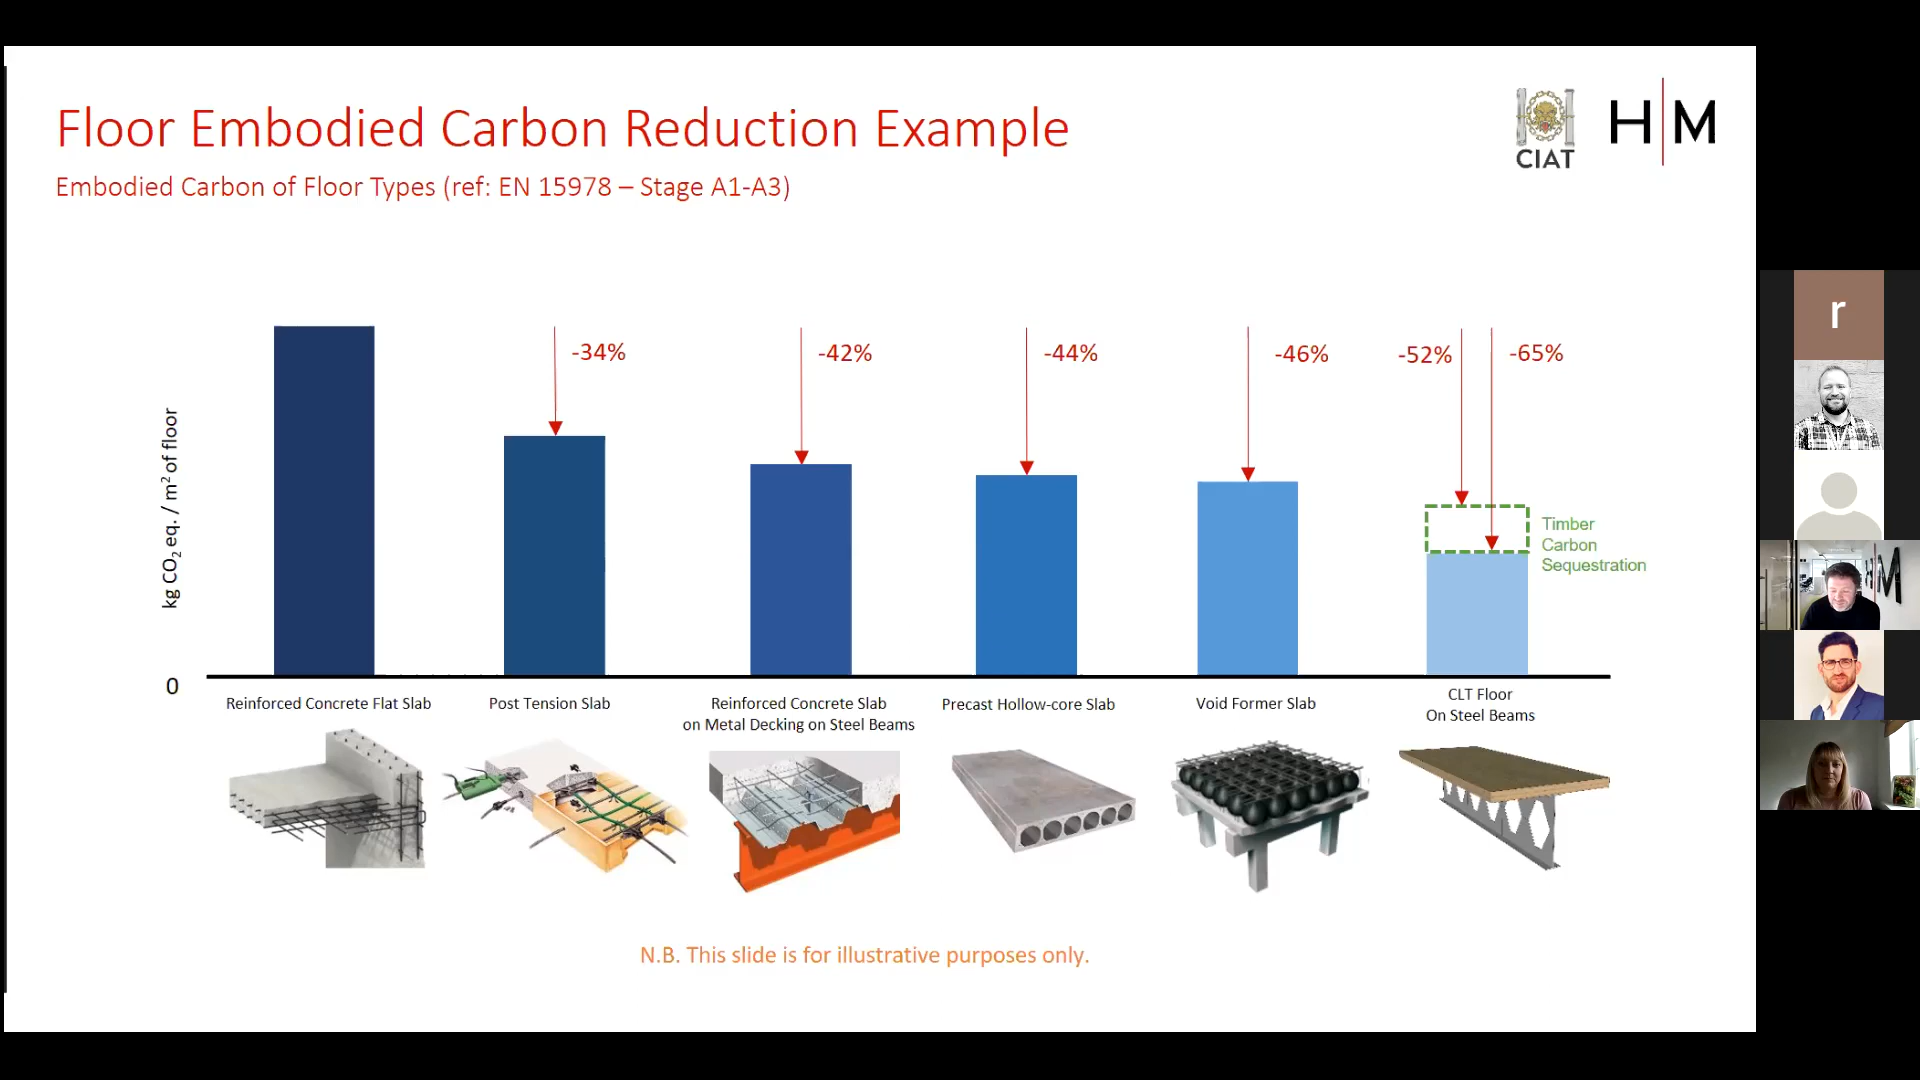 Floor Embodied Carbon Reduction Example
Embodied Carbon of Floor Types (ref: EN 15978 – Stage A1-A3)
CIAT
H|M
kg CO₂ eq. / m² of floor
0
-34%
-42%
-44%
-46%
-52%
-65%
Timber
Carbon
Sequestration
Reinforced Concrete Flat Slab
Post Tension Slab
Reinforced Concrete Slab
on Metal Decking on Steel Beams
Precast Hollow-core Slab
Void Former Slab
CLT Floor
On Steel Beams
N.B. This slide is for illustrative purposes only.
r
M